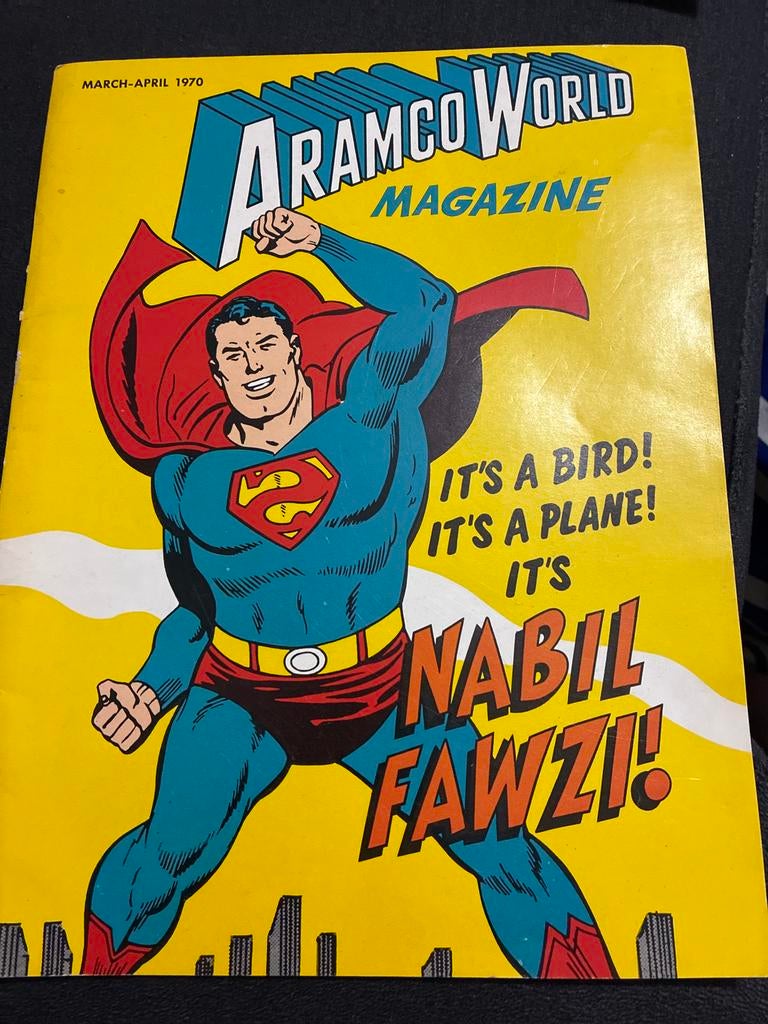 MARCH-APRIL 1970
ARAMCO WORLD
MAGAZINE
S
IT'S A BIRD!
IT'S A PLANE!
IT'S
NABIL
FAWZI!